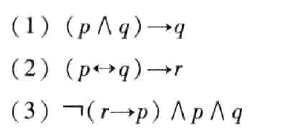 (1) (p∧q)→q
(2) (p↔q)→r
(3) ¬(r→p)∧p∧q